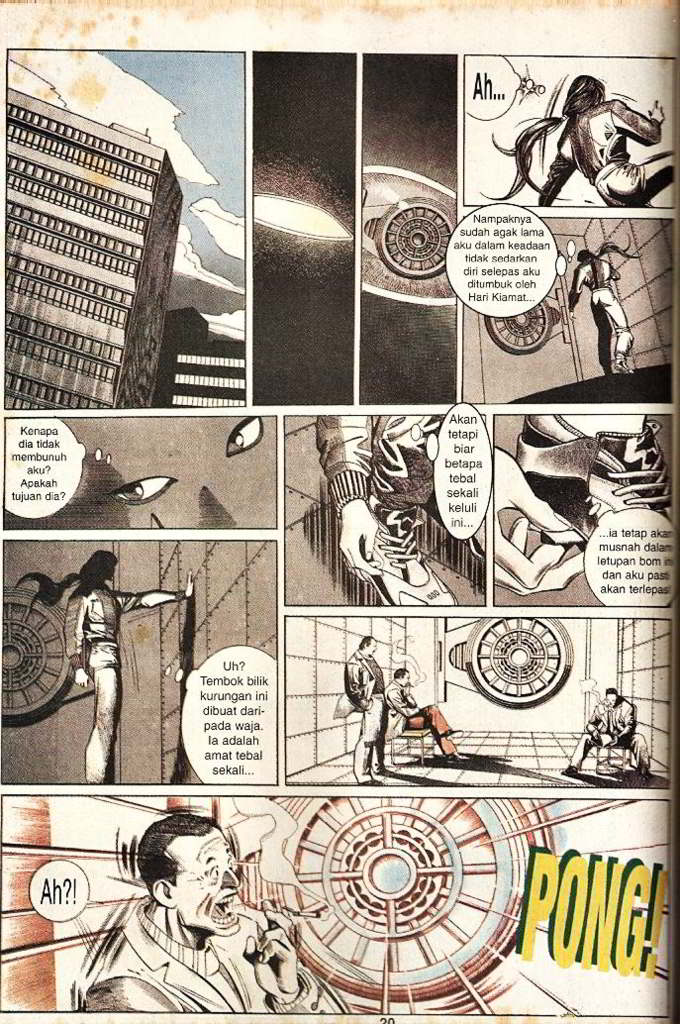 Ah...
Nampaknya
sudah agak lama
aku dalam keadaan
tidak sedarkan
diri selepas aku
ditumbuk oleh
Hari Kiamat...
Kenapa
dia tidak
membunuh
aku?
Apakah
tujuan dia?
Uh?
Tembok bilik
kurungan ini
dibuat dari-
pada waja.
Ia adalah
amat tebal
sekali...
Akan
tetapi
biar
betapa
tebal
sekali
keluli
ini...
...ia tetap akan
musnah dalam
letupan bom ini
dan aku pasti
akan terlepas
Ah?!
PONG!
20